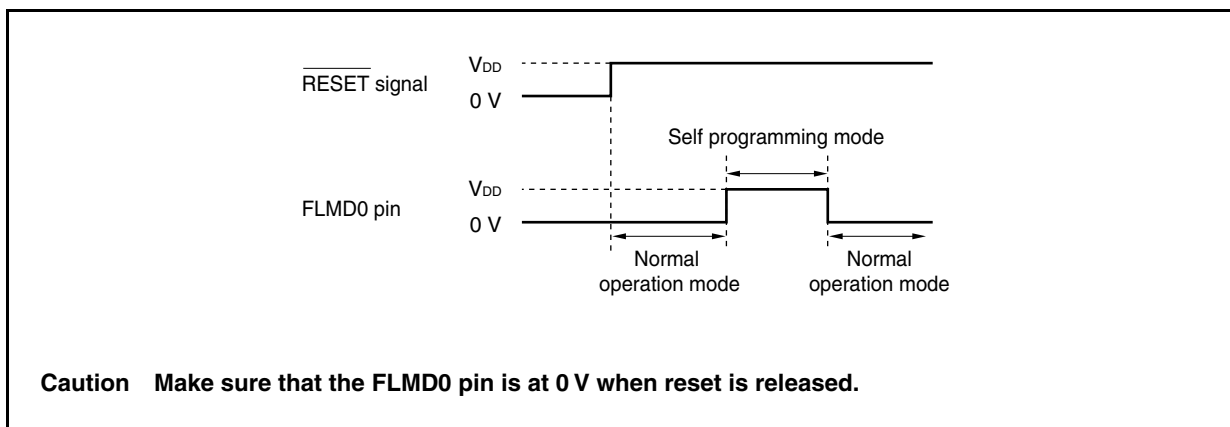 VDD
RESET signal
0 V
Self programming mode
VDD
FLMD0 pin
0 V
Normal
operation mode
Normal
operation mode
Caution Make sure that the FLMD0 pin is at 0 V when reset is released.